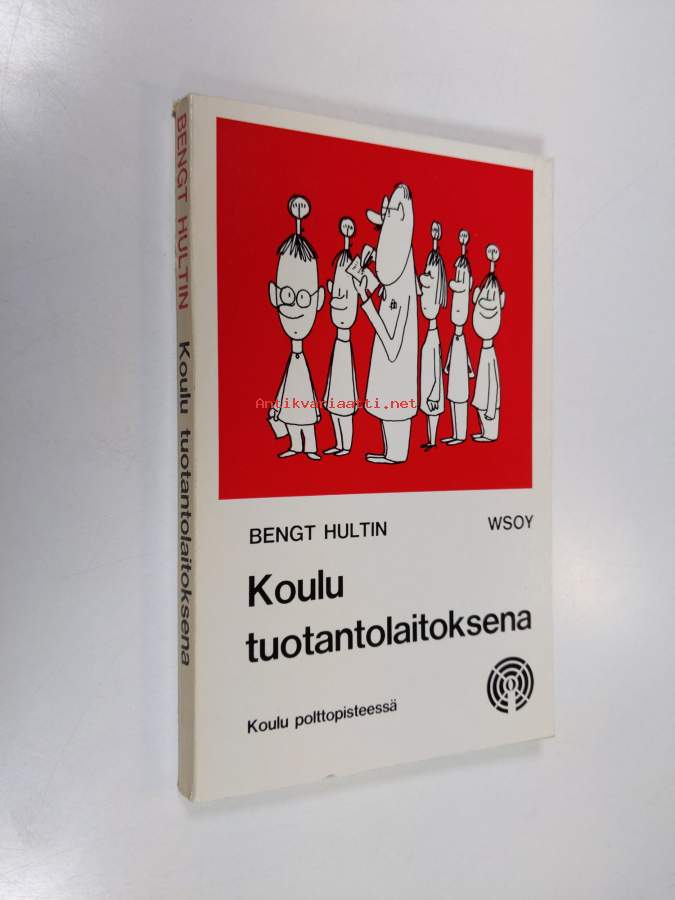 BENGT HULTIN Koulu tuotantolaitoksena
Antikvariaatti.net
BENGT HULTIN WSOY
Koulu
tuotantolaitoksena
Koulu polttopisteessä